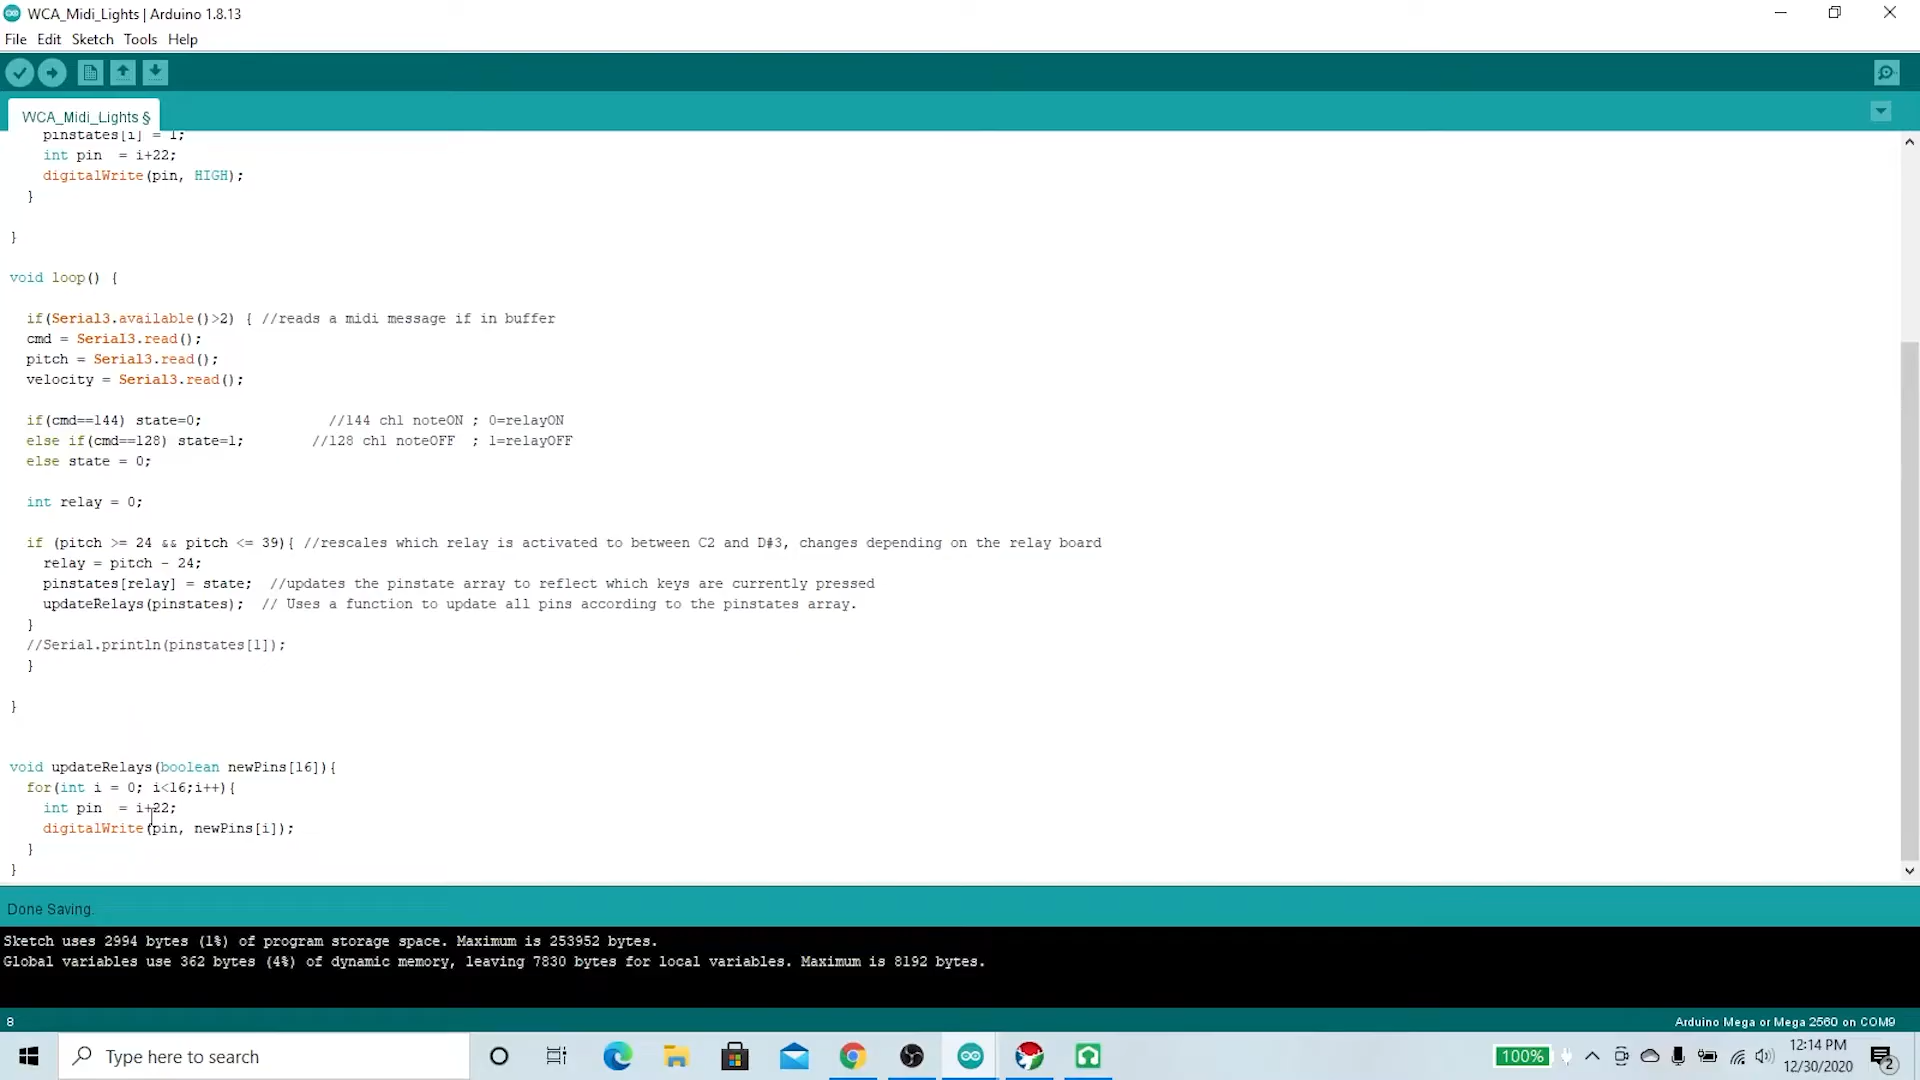 WCA_Midi_Lights | Arduino 1.8.13
File Edit Sketch Tools Help
WCA_Midi_Lights §
pinstates[i] = 1;
int pin  = i+22;
digitalWrite(pin, HIGH);
}
}
void loop() {
if(Serial3.available()>2) { //reads a midi message if in buffer
cmd = Serial3.read();
pitch = Serial3.read();
velocity = Serial3.read();
if(cmd==144) state=0; //144 ch1 noteON ; 0=relayON
else if(cmd==128) state=1; //128 ch1 noteOFF  ; 1=relayOFF
else state = 0;
int relay = 0;
if (pitch >= 24 && pitch <= 39){ //rescales which relay is activated to between C2 and D#3, changes depending on the relay board
relay = pitch - 24;
pinstates[relay] = state;  //updates the pinstate array to reflect which keys are currently pressed
updateRelays(pinstates);  // Uses a function to update all pins according to the pinstates array.
}
//Serial.println(pinstates[1]);
}
}
void updateRelays(boolean newPins[16]){
for(int i = 0; i<16;i++){
int pin  = i+22;
digitalWrite(pin, newPins[i]);
}
}
Done Saving.
Sketch uses 2994 bytes (1%) of program storage space. Maximum is 253952 bytes.
Global variables use 362 bytes (4%) of dynamic memory, leaving 7830 bytes for local variables. Maximum is 8192 bytes.
8
Arduino Mega or Mega 2560 on COM9
Type here to search
100%
12:14 PM
12/30/2020
2